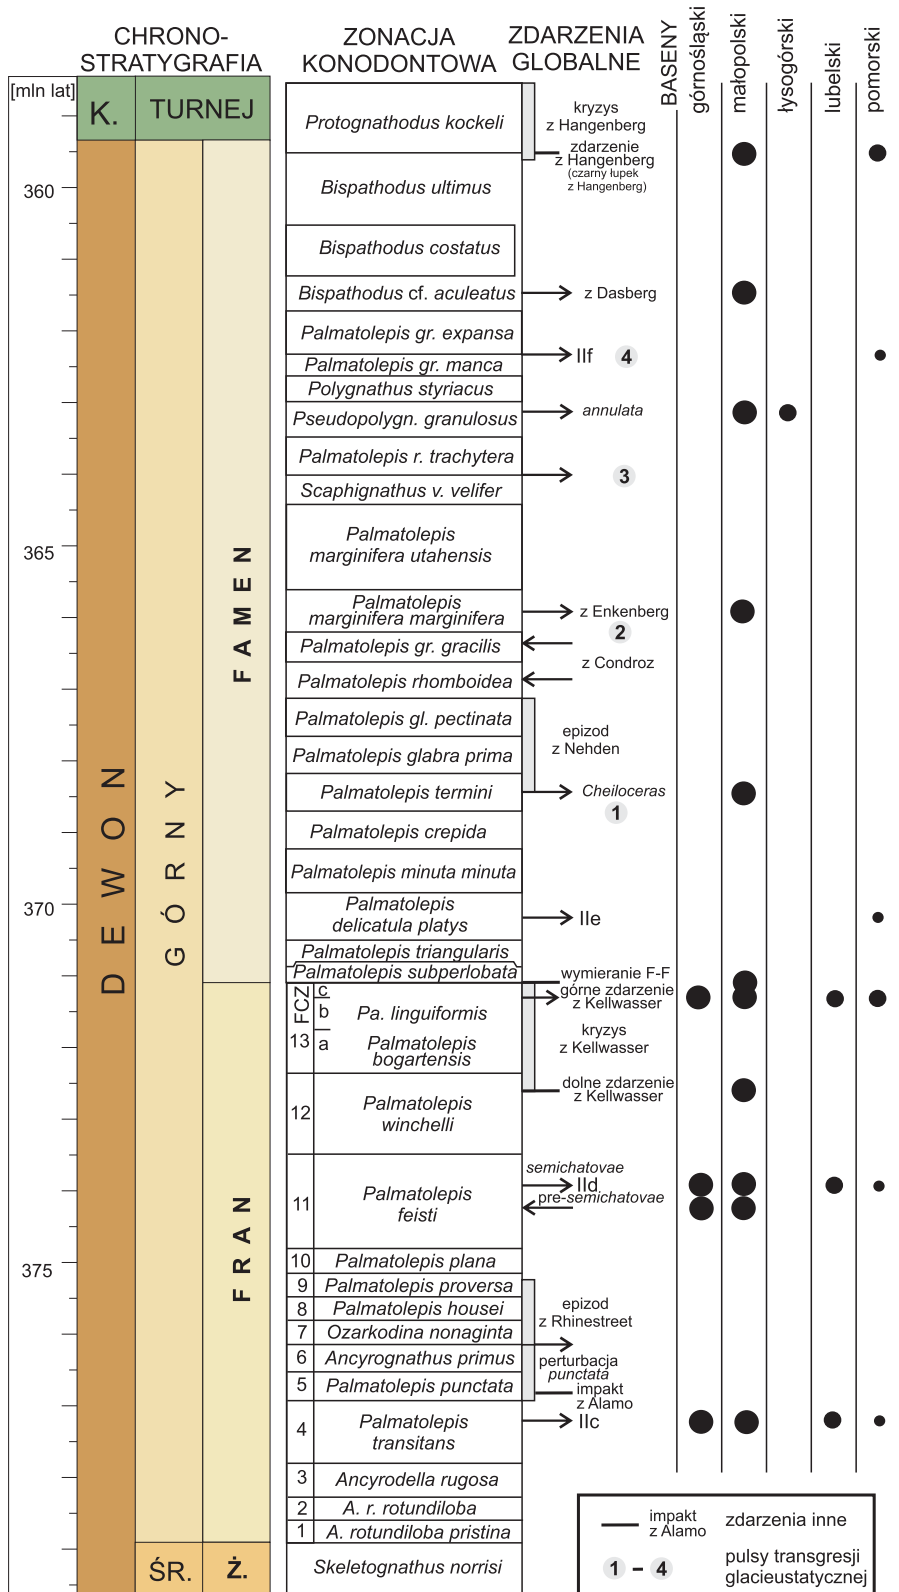 CHRONO-
STRATYGRAFIA
ZONACJA
KONODONTOWA
ZDARZENIA
GLOBALNE
BASENY
górnośląski
małopolski
łysogórski
lubelski
pomorski
[mln lat]
K.
TURNEJ
360
365
370
375
DEWON
GÓRNY
FAMEN
FRAN
ŚR.
Ż.
Protognathodus kockeli
Bispathodus ultimus
Bispathodus costatus
Bispathodus cf. aculeatus
Palmatolepis gr. expansa
Palmatolepis gr. manca
Polygnathus styriacus
Pseudopolygn. granulosus
Palmatolepis r. trachytera
Scaphignathus v. velifer
Palmatolepis
marginifera utahensis
Palmatolepis
marginifera marginifera
Palmatolepis gr. gracilis
Palmatolepis rhomboidea
Palmatolepis gl. pectinata
Palmatolepis glabra prima
Palmatolepis termini
Palmatolepis crepida
Palmatolepis minuta minuta
Palmatolepis
delicatula platys
Palmatolepis triangularis
Palmatolepis subperlobata
FCZ
c
b
Pa. linguiformis
13
a
Palmatolepis
bogartensis
12
Palmatolepis
winchelli
11
Palmatolepis
feisti
10
Palmatolepis plana
9
Palmatolepis proversa
8
Palmatolepis housei
7
Ozarkodina nonaginta
6
Ancyrognathus primus
5
Palmatolepis punctata
4
Palmatolepis
transitans
3
Ancyrodella rugosa
2
A. r. rotundiloba
1
A. rotundiloba pristina
Skeletognathus norrisi
kryzys
z Hangenberg
zdarzenie
z Hangenberg
(czarny łupek
z Hangenberg)
z Dasberg
IIf
4
annulata
3
z Enkenberg
2
z Condroz
epizod
z Nehden
Cheiloceras
1
IIe
wymieranie F-F
górne zdarzenie
z Kellwasser
kryzys
z Kellwasser
dolne zdarzenie
z Kellwasser
semichatovae
IId
pre-semichatovae
epizod
z Rhinestreet
perturbacja
punctata
impakt
z Alamo
IIc
impakt
z Alamo
zdarzenia inne
1 – 4
pulsy transgresji
glacieustatycznej